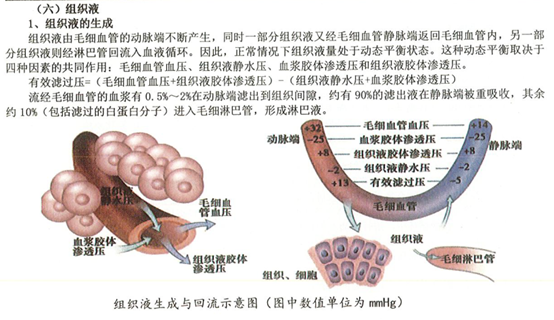 （六）组织液
1、组织液的生成
组织液由毛细血管的动脉端不断产生，同时一部分组织液又经毛细血管静脉端返回毛细血管内，另一部
分组织液则经淋巴管回流入血液循环。因此，正常情况下组织液量处于动态平衡状态。这种动态平衡取决于
四种因素的共同作用：毛细血管血压、组织液静水压、血浆胶体渗透压和组织液胶体渗透压。
有效滤过压=（毛细血管血压+组织液胶体渗透压）-（组织液静水压+血浆胶体渗透压）
流经毛细血管的血浆有 0.5%～2%在动脉端滤出到组织间隙，约有 90%的滤出液在静脉端被重吸收，其余
约 10%（包括滤过的白蛋白分子）进入毛细淋巴管，形成淋巴液。
组织液
静水压
毛细血
管血压
血浆胶体
渗透压
组织液胶体
渗透压
动脉端
静脉端
+32 毛细血管血压 +14
-25 血浆胶体渗透压 -25
+8 组织液胶体渗透压 +8
-2 组织液静水压 -2
+13 有效滤过压 -5
毛细血管
组织液
毛细淋巴管
组织、细胞
组织液生成与回流示意图（图中数值单位为 mmHg）